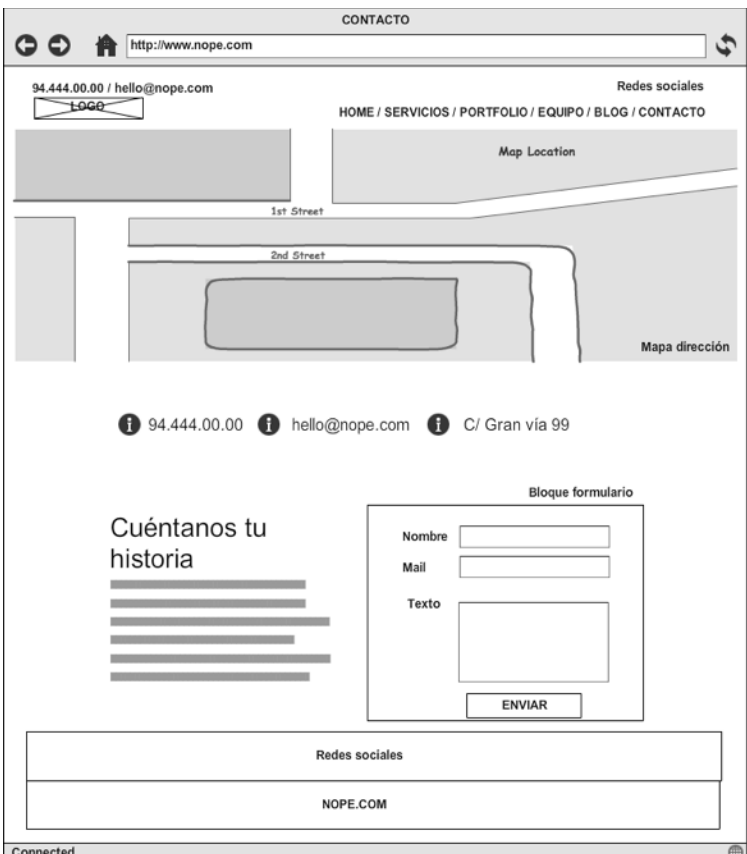 CONTACTO
http://www.nope.com
94.444.00.00 / hello@nope.com
Redes sociales
LOGO
HOME / SERVICIOS / PORTFOLIO / EQUIPO / BLOG / CONTACTO
Map Location
1st Street
2nd Street
Mapa dirección
94.444.00.00 hello@nope.com C/ Gran vía 99
Bloque formulario
Cuéntanos tu
historia
Nombre
Mail
Texto
ENVIAR
Redes sociales
NOPE.COM
Connected